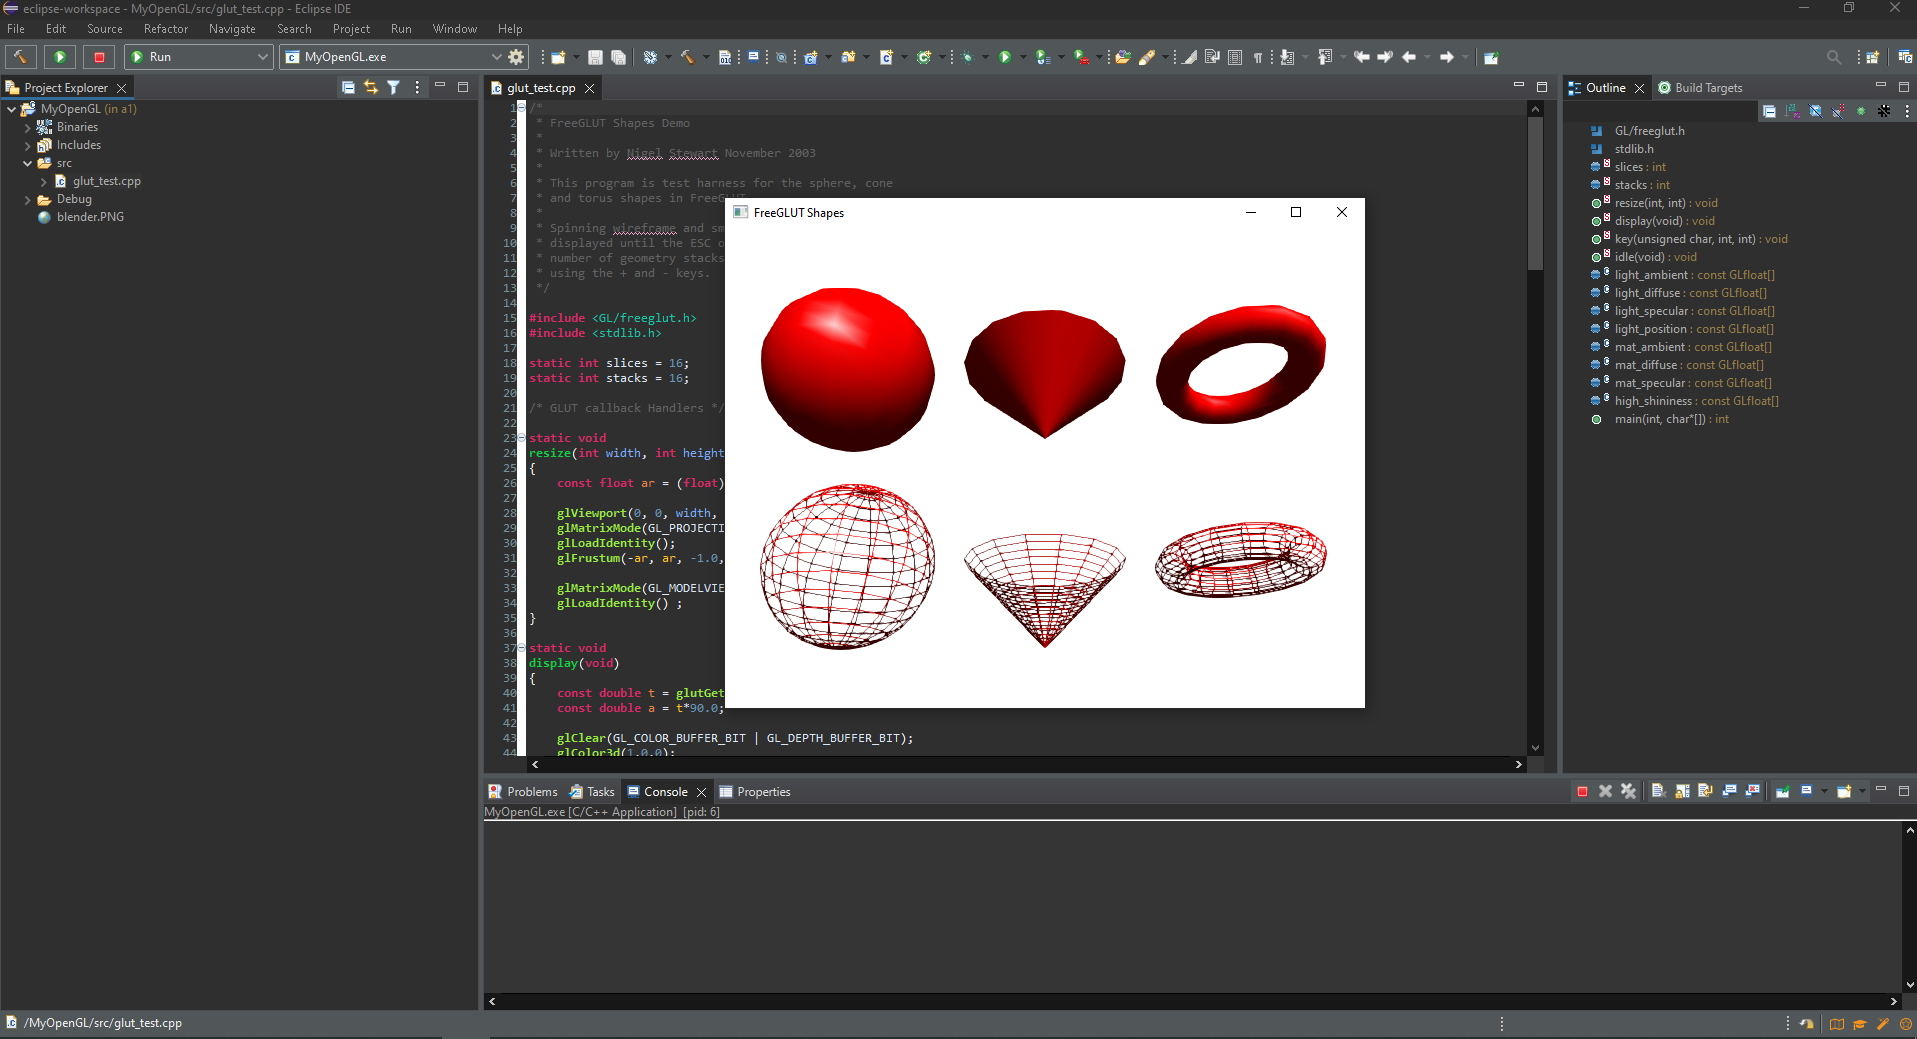 eclipse-workspace - MyOpenGL/src/glut_test.cpp - Eclipse IDE
File Edit Source Refactor Navigate Search Project Run Window Help
Run
MyOpenGL.exe
Project Explorer
MyOpenGL (in a1)
Binaries
Includes
src
glut_test.cpp
Debug
blender.PNG
glut_test.cpp
1 /*
2 * FreeGLUT Shapes Demo
3 *
4 * Written by Nigel Stewart November 2003
5 *
6 * This program is test harness for the sphere, cone
7 * and torus shapes in FreeGLUT
8 *
9 * Spinning wireframe and sm
10 * displayed until the ESC o
11 * number of geometry stacks
12 * using the + and - keys.
13 */
14
15 #include <GL/freeglut.h>
16 #include <stdlib.h>
17
18 static int slices = 16;
19 static int stacks = 16;
20
21 /* GLUT callback Handlers */
22
23 static void
24 resize(int width, int height
25 {
26 const float ar = (float)
27
28 glViewport(0, 0, width,
29 glMatrixMode(GL_PROJECTI
30 glLoadIdentity();
31 glFrustum(-ar, ar, -1.0,
32
33 glMatrixMode(GL_MODELVIE
34 glLoadIdentity() ;
35 }
36
37 static void
38 display(void)
39 {
40 const double t = glutGet
41 const double a = t*90.0;
42
43 glClear(GL_COLOR_BUFFER_BIT | GL_DEPTH_BUFFER_BIT);
44 glColor3d(1,0,0);
FreeGLUT Shapes
Outline
Build Targets
GL/freeglut.h
stdlib.h
slices : int
stacks : int
resize(int, int) : void
display(void) : void
key(unsigned char, int, int) : void
idle(void) : void
light_ambient : const GLfloat[]
light_diffuse : const GLfloat[]
light_specular : const GLfloat[]
light_position : const GLfloat[]
mat_ambient : const GLfloat[]
mat_diffuse : const GLfloat[]
mat_specular : const GLfloat[]
high_shininess : const GLfloat[]
main(int, char*[]) : int
Problems Tasks Console Properties
MyOpenGL.exe [C/C++ Application] [pid: 6]
/MyOpenGL/src/glut_test.cpp